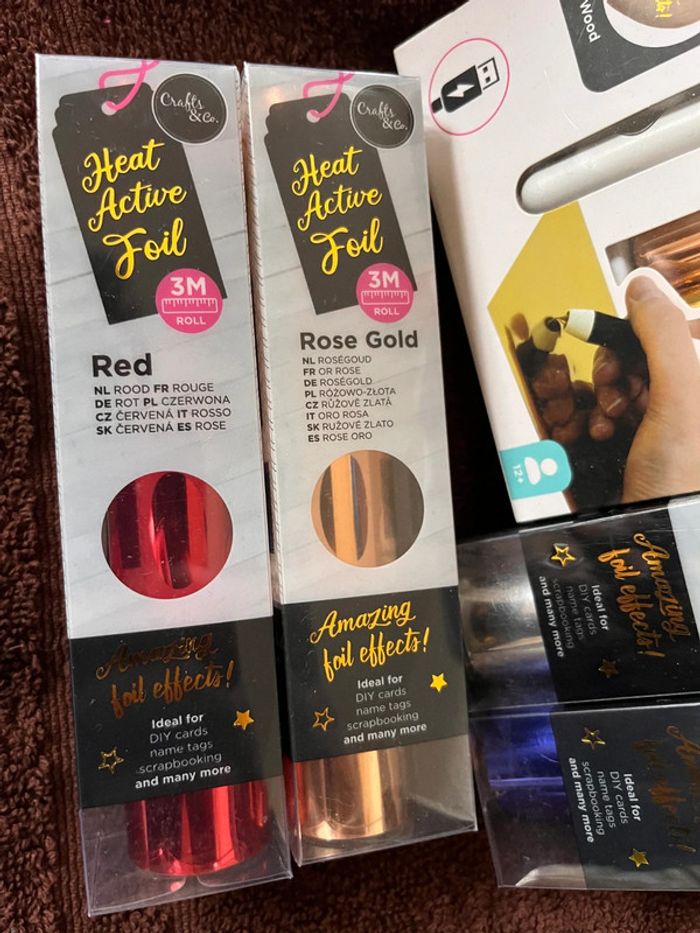 Crafts
&Co.
Heat
Active
Foil
3M
ROLL
Red
NL ROOD FR ROUGE
DE ROT PL CZERWONA
CZ ČERVENÁ IT ROSSO
SK ČERVENÁ ES ROSE
Amazing
foil effects!
Ideal for
DIY cards
name tags
scrapbooking
and many more
Crafts
&Co.
Heat
Active
Foil
3M
ROLL
Rose Gold
NL ROSÉGOUD
FR OR ROSE
DE ROSÉGOLD
PL RÓŻOWO-ZŁOTA
CZ RŮŽOVĚ ZLATÁ
IT ORO ROSA
SK RUŽOVÉ ZLATO
ES ROSE ORO
Amazing
foil effects!
Ideal for
DIY cards
name tags
scrapbooking
and many more
Wood
12+
Amazing
foil effects!
Ideal for
DIY cards
name tags
scrapbooking
and many more
Ideal for
DIY cards
name tags
scrapbooking
and many more